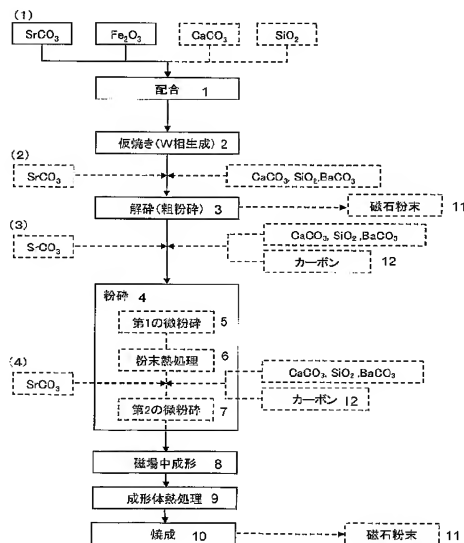 (1)
SrCO₃ Fe₂O₃ CaCO₃ SiO₂
配合 1
仮焼き(W相生成) 2
(2)
SrCO₃ CaCO₃, SiO₂,BaCO₃
解砕(粗粉砕) 3 磁石粉末 11
(3)
SrCO₃ CaCO₃, SiO₂,BaCO₃
カーボン 12
粉砕 4
第1の微粉砕 5
粉末熱処理 6
(4)
SrCO₃ CaCO₃, SiO₂,BaCO₃
カーボン 12
第2の微粉砕 7
磁場中成形 8
成形体熱処理 9
焼成 10 磁石粉末 11